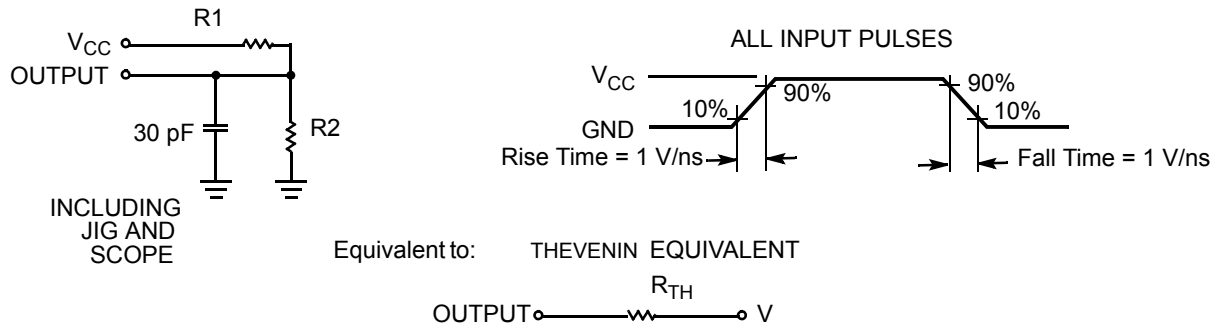 R1
VCC
OUTPUT
30 pF
R2
INCLUDING
JIG AND
SCOPE
ALL INPUT PULSES
VCC
GND
10%
90%
90%
10%
Rise Time = 1 V/ns
Fall Time = 1 V/ns
Equivalent to: THEVENIN EQUIVALENT
RTH
OUTPUT
V